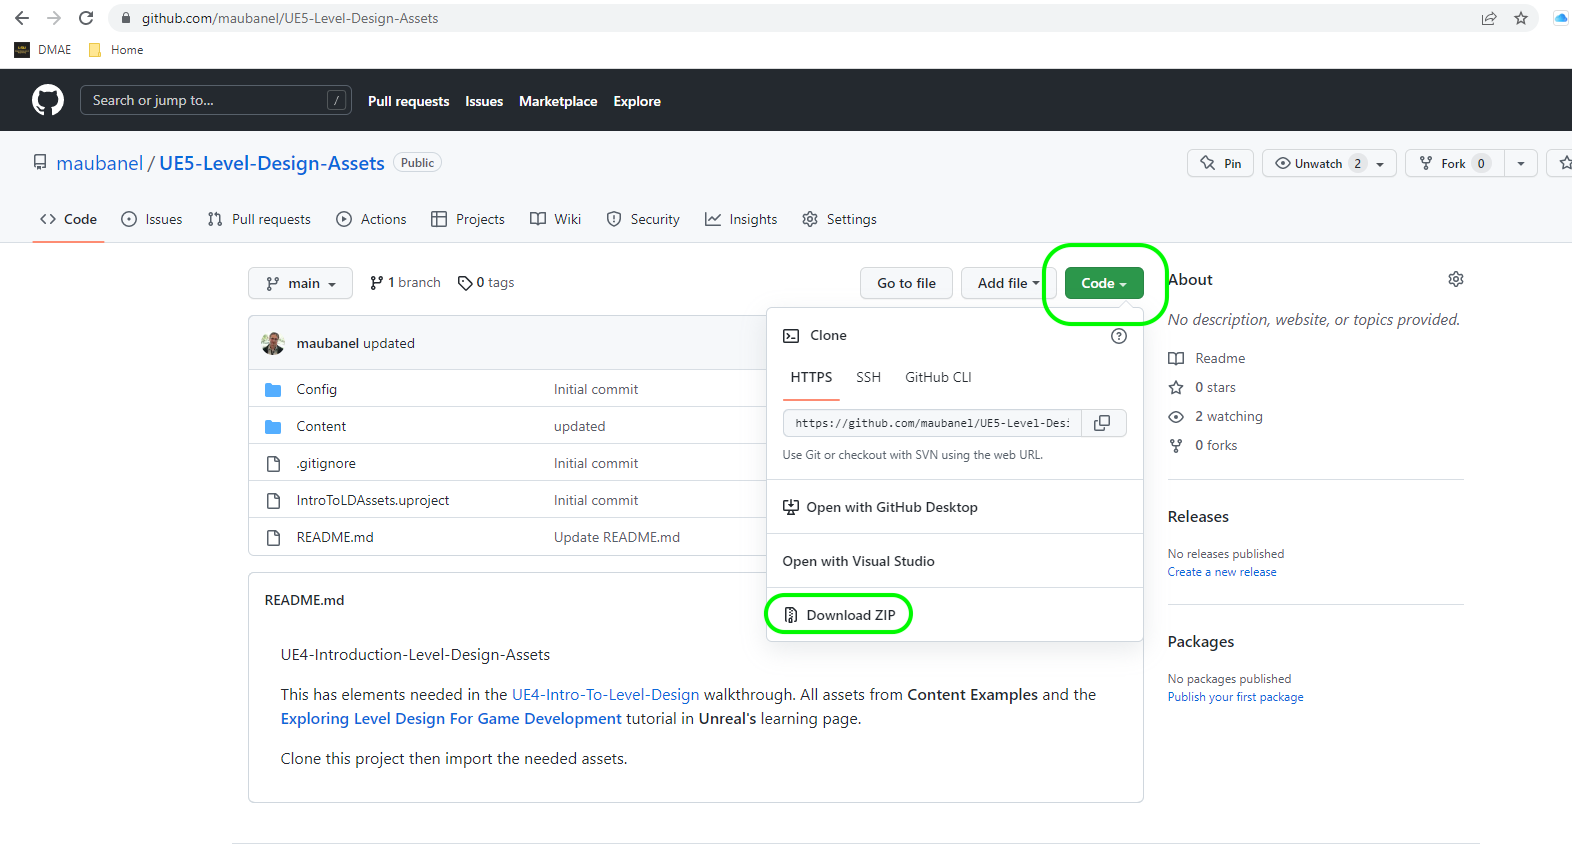 github.com/maubanel/UE5-Level-Design-Assets
DMAE Home
Search or jump to... / Pull requests Issues Marketplace Explore
maubanel / UE5-Level-Design-Assets Public Pin Unwatch 2 Fork 0
Code Issues Pull requests Actions Projects Wiki Security Insights Settings
main 1 branch 0 tags Go to file Add file Code
About
No description, website, or topics provided.
Readme
0 stars
2 watching
0 forks
Releases
No releases published
Create a new release
Packages
No packages published
Publish your first package
maubanel updated
Config Initial commit
Content updated
.gitignore Initial commit
IntroToLDAssets.uproject Initial commit
README.md Update README.md
Clone
HTTPS SSH GitHub CLI
https://github.com/maubanel/UE5-Level-Desi
Use Git or checkout with SVN using the web URL.
Open with GitHub Desktop
Open with Visual Studio
Download ZIP
README.md
UE4-Introduction-Level-Design-Assets
This has elements needed in the UE4-Intro-To-Level-Design walkthrough. All assets from Content Examples and the
Exploring Level Design For Game Development tutorial in Unreal's learning page.
Clone this project then import the needed assets.